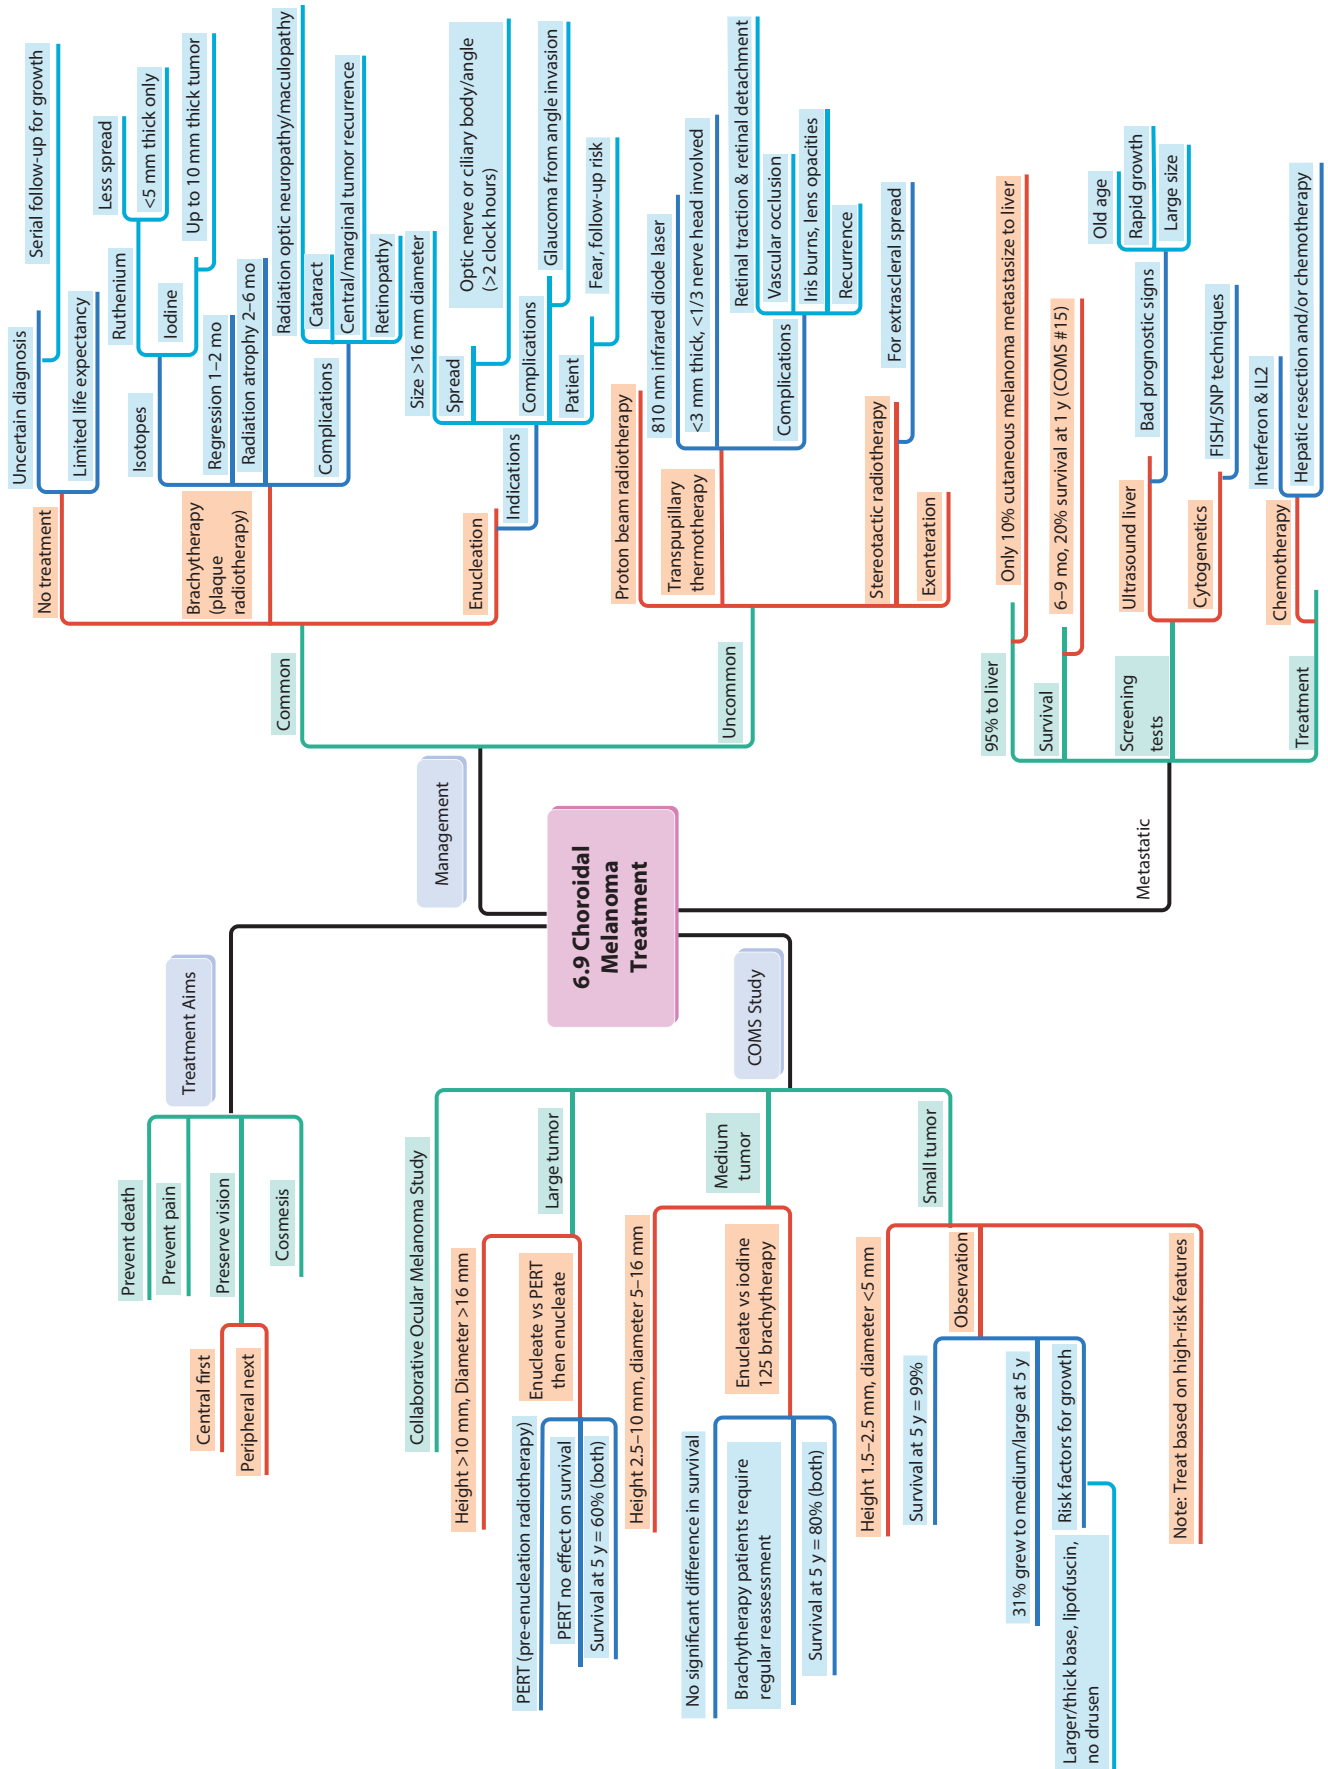 6.9 Choroidal
Melanoma
Treatment
Treatment Aims
Prevent death
Prevent pain
Preserve vision
Central first
Peripheral next
Cosmesis
COMS Study
Collaborative Ocular Melanoma Study
Large tumor
Height >10 mm, Diameter >16 mm
Enucleate vs PERT
then enucleate
PERT (pre-enucleation radiotherapy)
PERT no effect on survival
Survival at 5 y = 60% (both)
Medium
tumor
Height 2.5–10 mm, diameter 5–16 mm
Enucleate vs iodine
125 brachytherapy
No significant difference in survival
Brachytherapy patients require
regular reassessment
Survival at 5 y = 80% (both)
Small tumor
Height 1.5–2.5 mm, diameter <5 mm
Observation
Survival at 5 y = 99%
31% grew to medium/large at 5 y
Risk factors for growth
Larger/thick base, lipofuscin,
no drusen
Note: Treat based on high-risk features
Management
Common
No treatment
Uncertain diagnosis
Serial follow-up for growth
Limited life expectancy
Brachytherapy
(plaque
radiotherapy)
Isotopes
Ruthenium
Less spread
<5 mm thick only
Iodine
Up to 10 mm thick tumor
Regression 1–2 mo
Radiation atrophy 2–6 mo
Complications
Radiation optic neuropathy/maculopathy
Cataract
Central/marginal tumor recurrence
Retinopathy
Enucleation
Indications
Size >16 mm diameter
Spread
Optic nerve or ciliary body/angle
(>2 clock hours)
Complications
Glaucoma from angle invasion
Patient
Fear, follow-up risk
Uncommon
Proton beam radiotherapy
Transpupillary
thermotherapy
810 nm infrared diode laser
<3 mm thick, <1/3 nerve head involved
Complications
Retinal traction & retinal detachment
Vascular occlusion
Iris burns, lens opacities
Recurrence
Stereotactic radiotherapy
For extrascleral spread
Exenteration
Metastatic
95% to liver
Only 10% cutaneous melanoma metastasize to liver
Survival
6–9 mo, 20% survival at 1 y (COMS #15)
Screening
tests
Ultrasound liver
Bad prognostic signs
Old age
Rapid growth
Large size
Cytogenetics
FISH/SNP techniques
Treatment
Chemotherapy
Interferon & IL2
Hepatic resection and/or chemotherapy